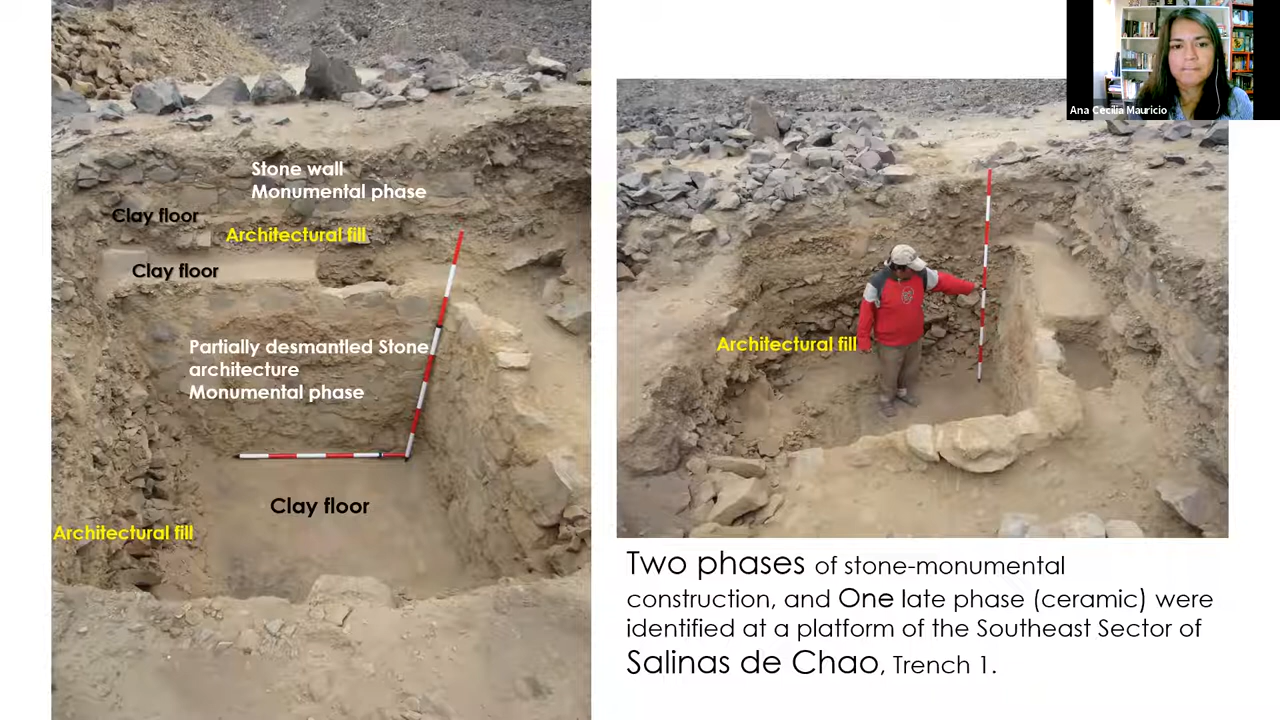 Ana Cecilia Mauricio
Stone wall
Monumental phase
Clay floor
Architectural fill
Clay floor
Partially desmantled Stone
architecture
Monumental phase
Clay floor
Architectural fill
Architectural fill
Two phases of stone-monumental
construction, and One late phase (ceramic) were
identified at a platform of the Southeast Sector of
Salinas de Chao, Trench 1.